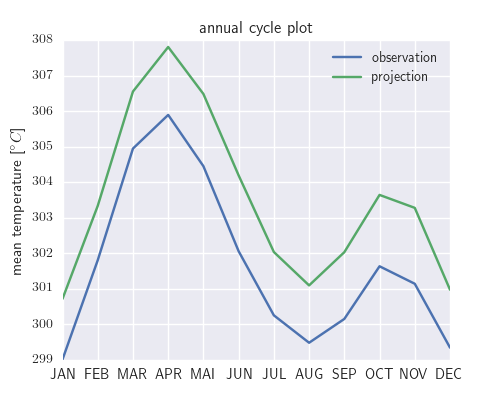 annual cycle plot
308
307
306
305
304
303
302
301
300
299
mean temperature [°C]
observation
projection
JAN FEB MAR APR MAI JUN JUL AUG SEP OCT NOV DEC